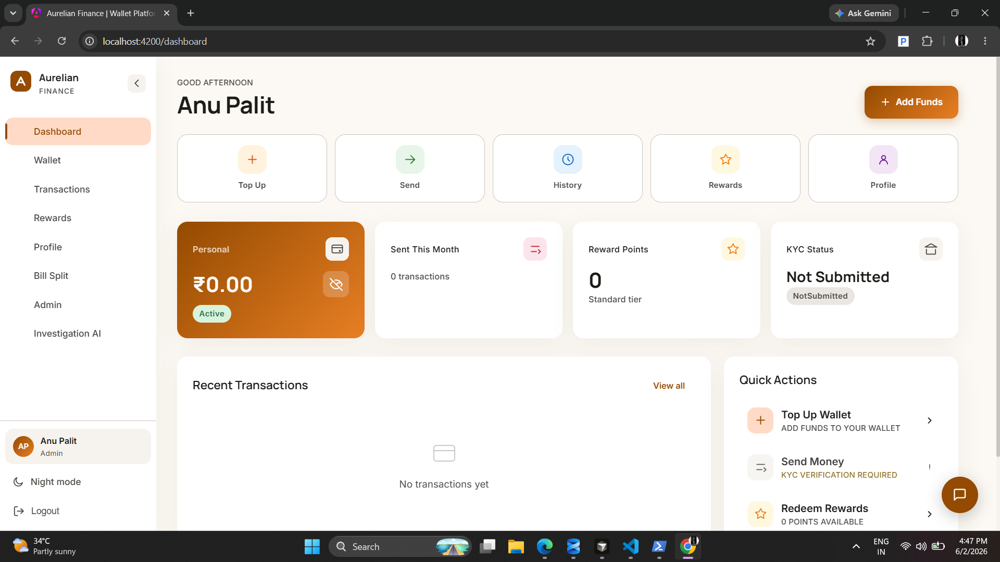 Aurelian Finance | Wallet Platfor
Ask Gemini
localhost:4200/dashboard
P
A
Aurelian
FINANCE
Dashboard
Wallet
Transactions
Rewards
Profile
Bill Split
Admin
Investigation AI
AP
Anu Palit
Admin
Night mode
Logout
GOOD AFTERNOON
Anu Palit
+ Add Funds
Top Up
Send
History
Rewards
Profile
Personal
₹0.00
Active
Sent This Month
0 transactions
Reward Points
0
Standard tier
KYC Status
Not Submitted
NotSubmitted
Recent Transactions
View all
No transactions yet
Quick Actions
Top Up Wallet
ADD FUNDS TO YOUR WALLET
Send Money
KYC VERIFICATION REQUIRED
!
Redeem Rewards
0 POINTS AVAILABLE
34°C
Partly sunny
Search
ENG
IN
4:47 PM
6/2/2026